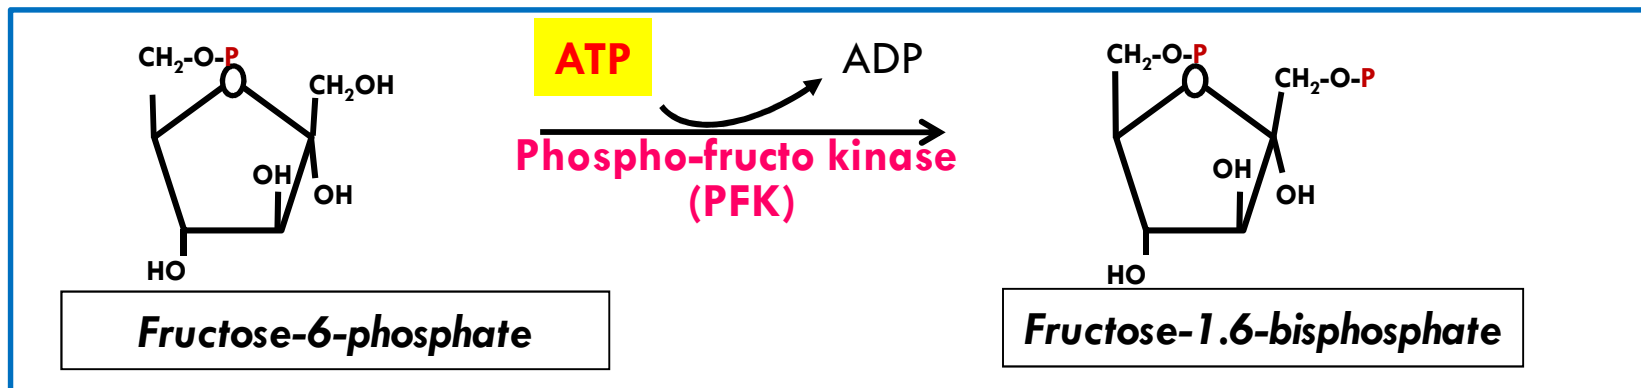 CH₂-O-P
CH₂OH
OH
OH
HO
Fructose-6-phosphate
ATP
ADP
Phospho-fructo kinase
(PFK)
CH₂-O-P
CH₂-O-P
OH
OH
HO
Fructose-1.6-bisphosphate